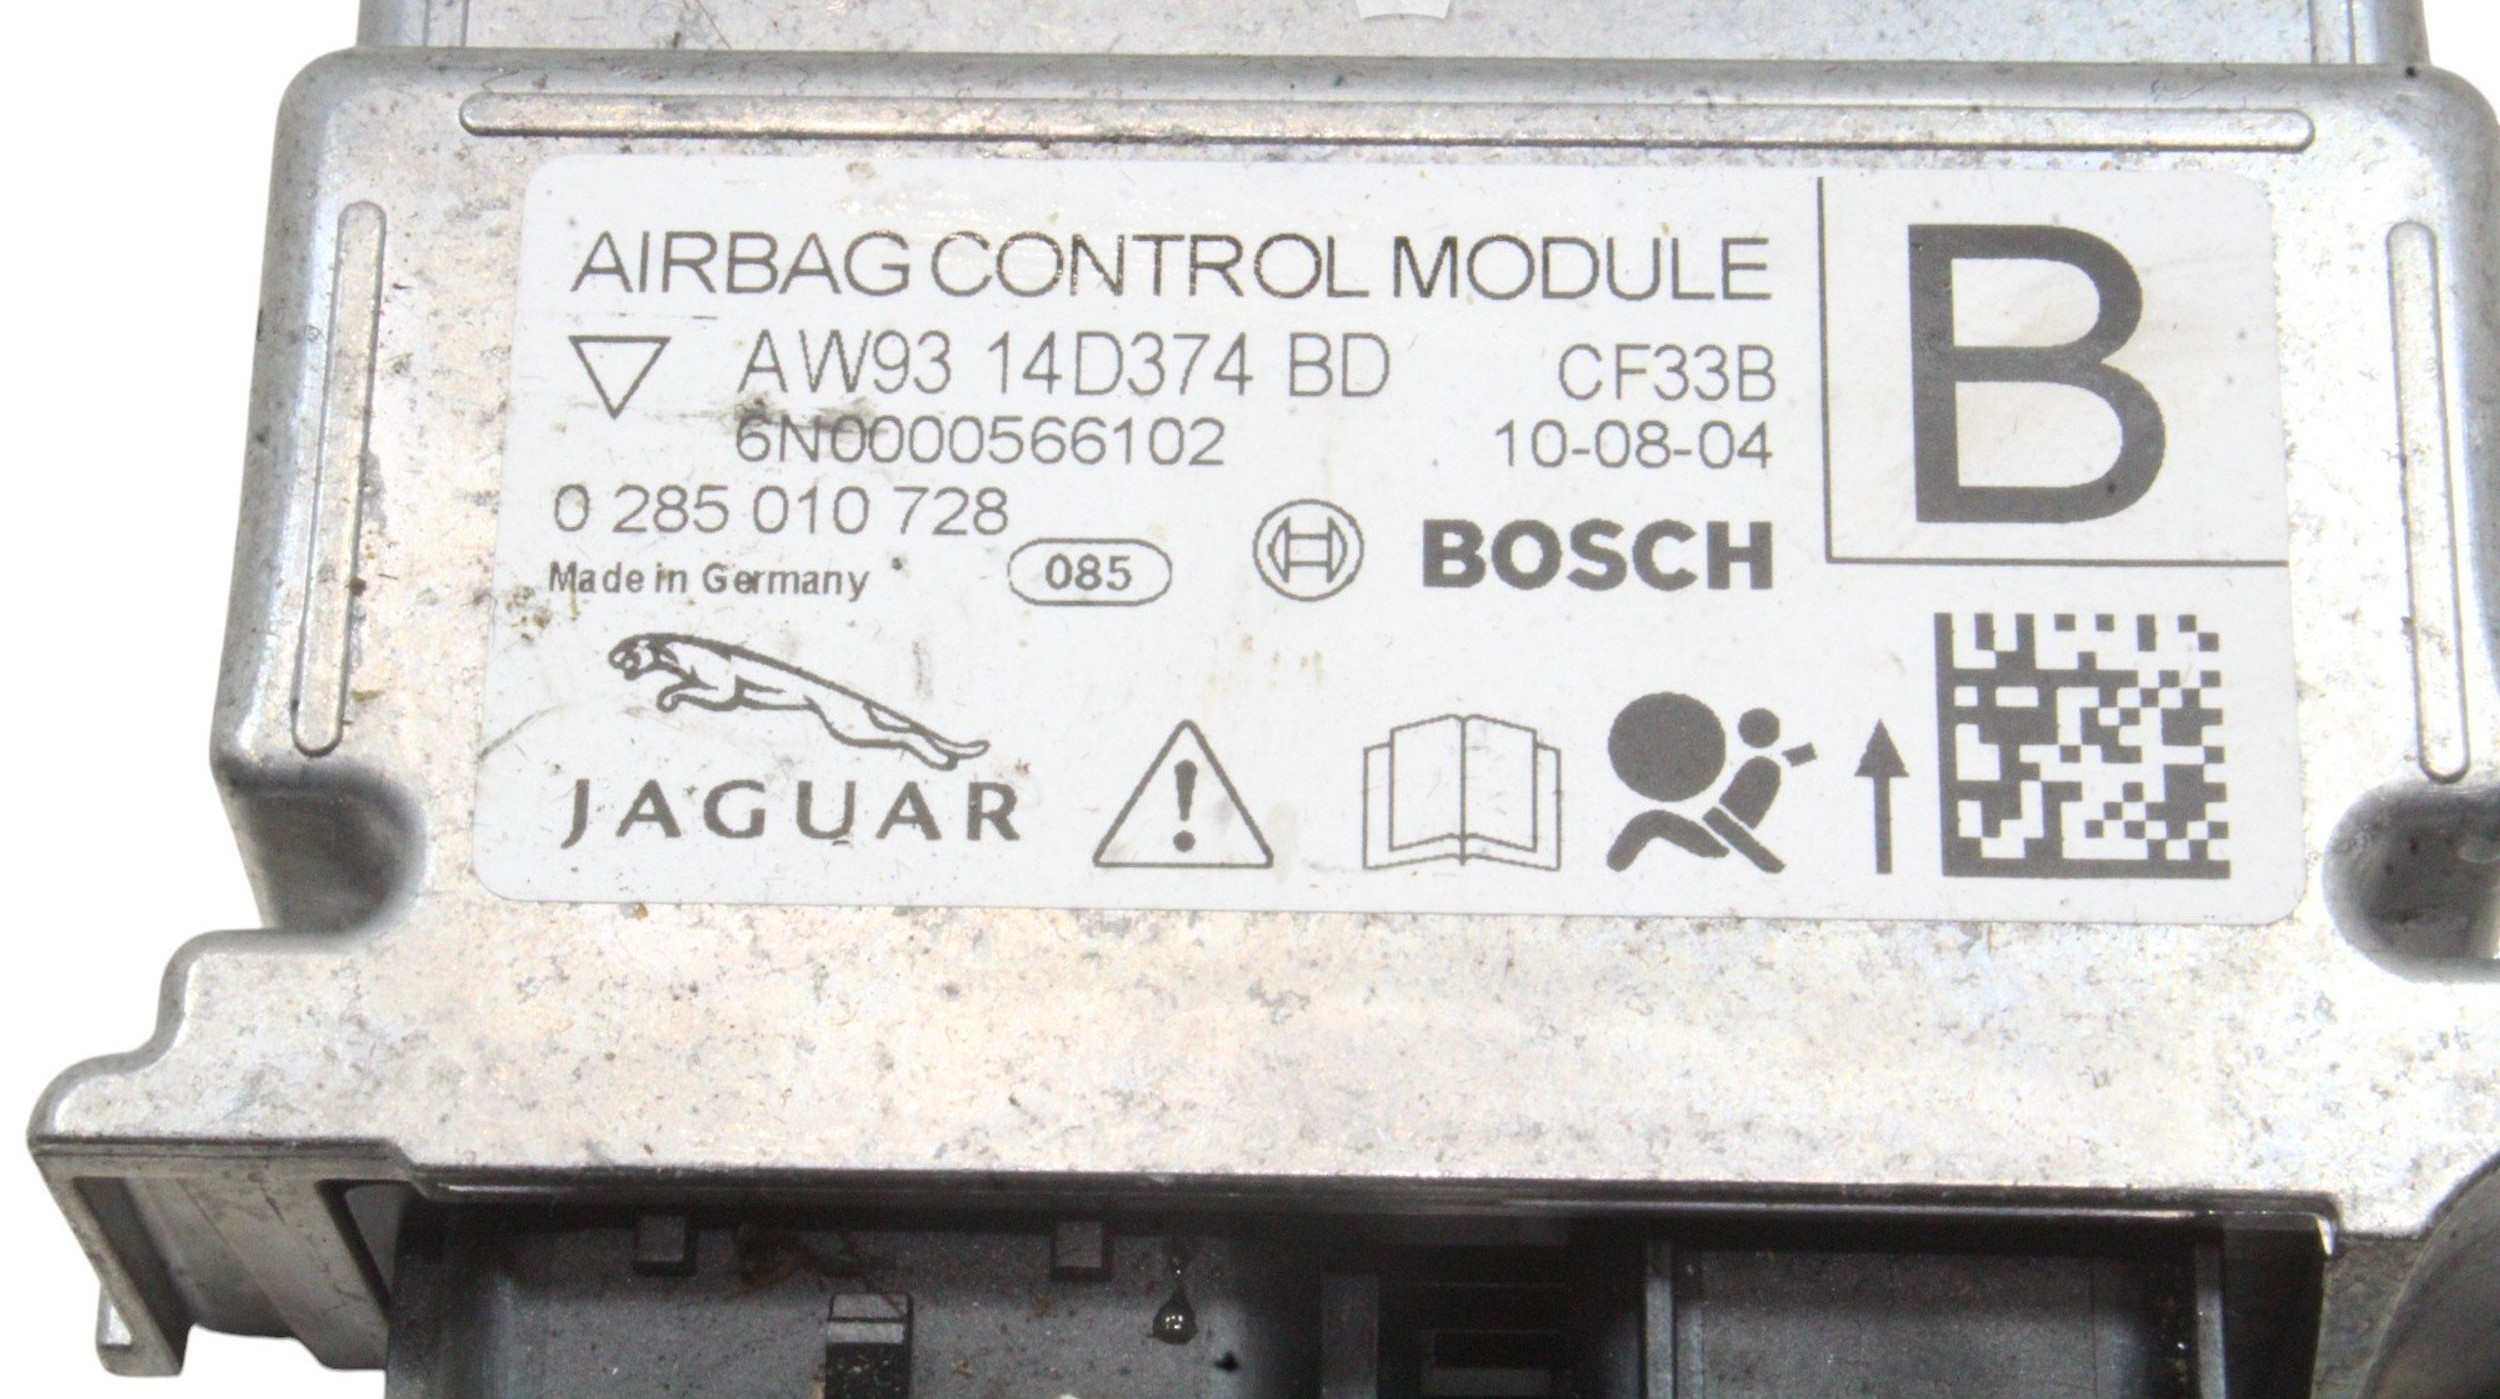 AIRBAG CONTROL MODULE
B
AW93 14D374 BD CF33B
6N0000566102 10-08-04
0 285 010 728
Made in Germany 085 BOSCH
JAGUAR